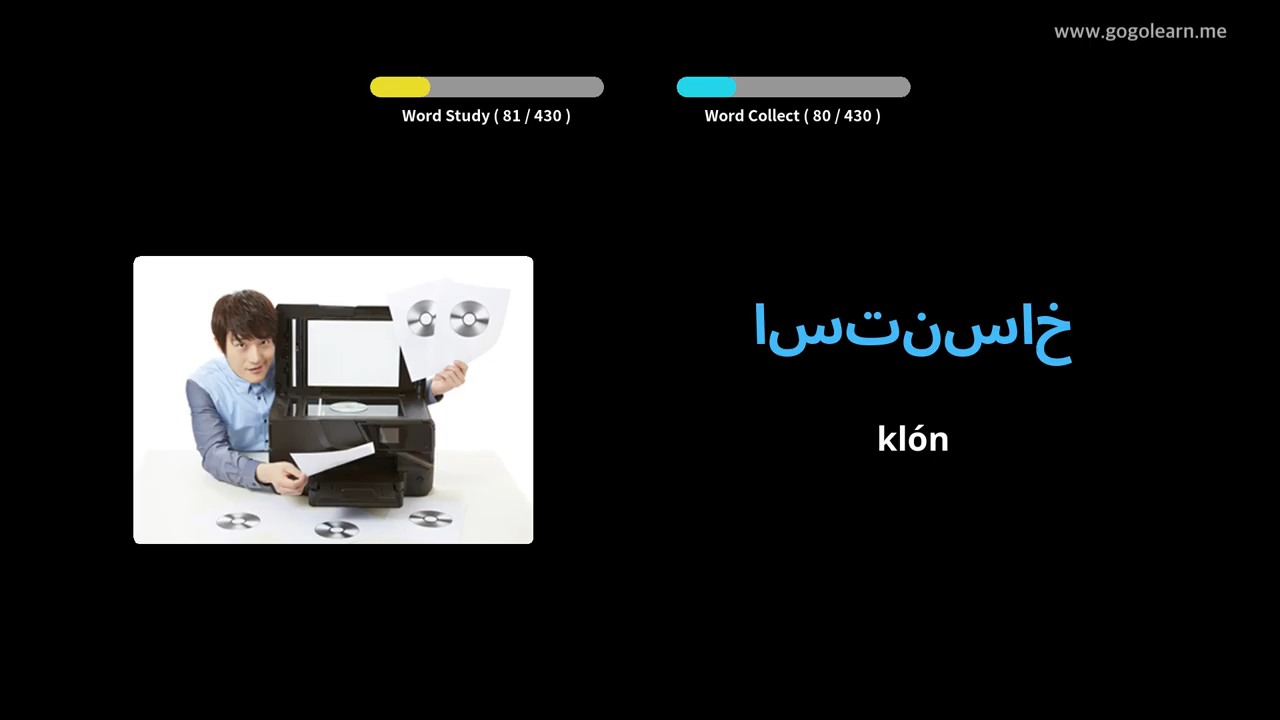 www.gogolearn.me
Word Study ( 81 / 430 )
Word Collect ( 80 / 430 )
استنساخ
klón